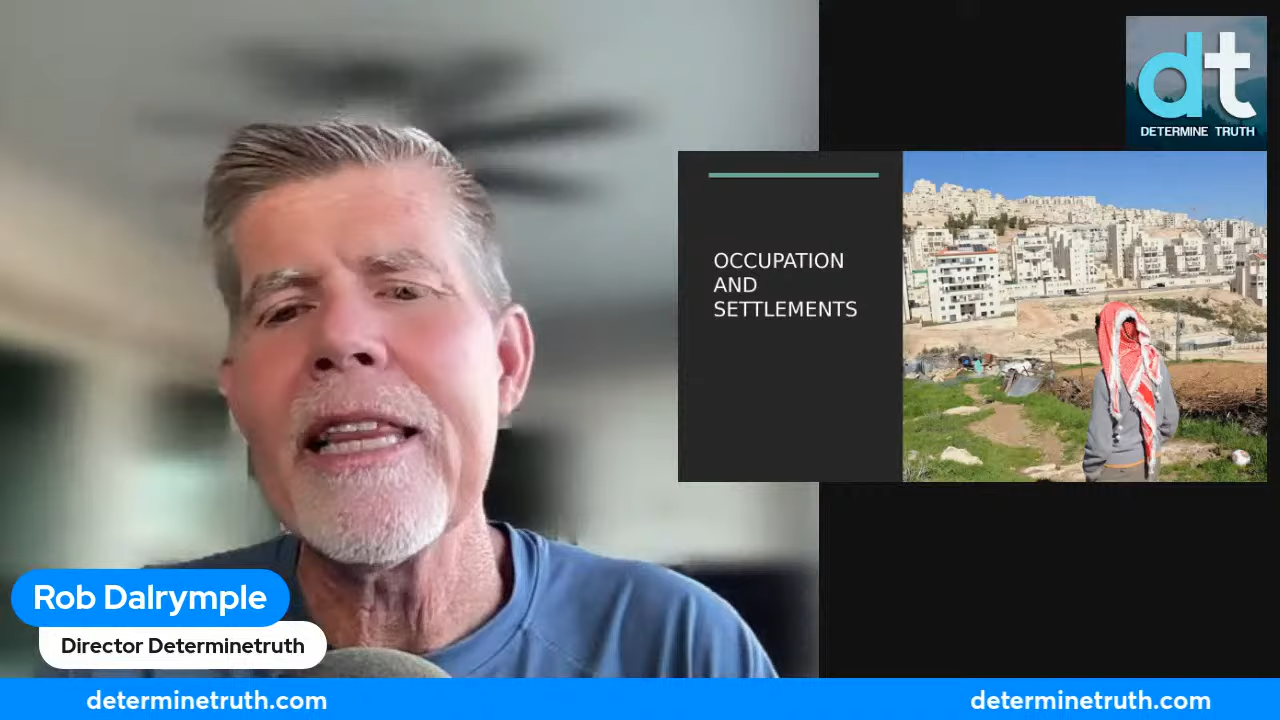 dt
DETERMINE TRUTH
OCCUPATION
AND
SETTLEMENTS
Rob Dalrymple
Director Determinetruth
determinetruth.com
determinetruth.com